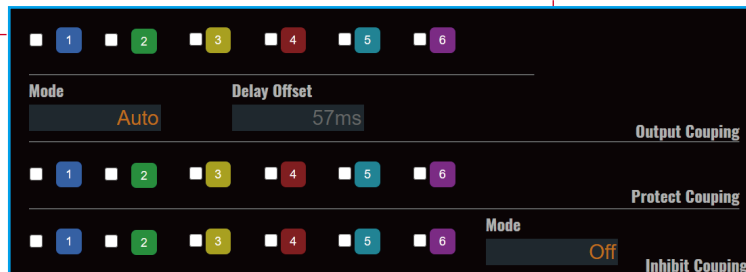 1 2 3 4 5 6
Mode Delay Offset
Auto 57ms
Output Couping
1 2 3 4 5 6
Protect Couping
1 2 3 4 5 6 Mode
Off
Inhibit Couping